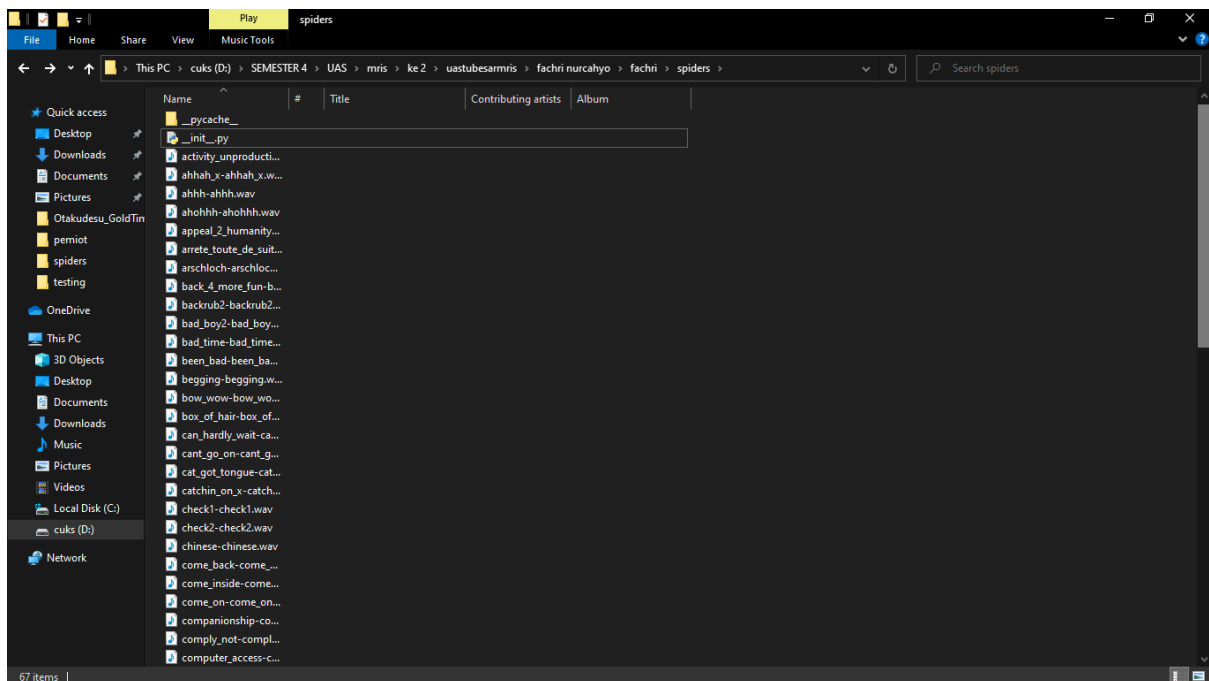 Play spiders
File Home Share View Music Tools
This PC > cuks (D:) > SEMESTER 4 > UAS > mris > ke 2 > uastubesarmris > fachri nurcahyo > fachri > spiders >
Search spiders
Name # Title Contributing artists Album
Quick access
Desktop
Downloads
Documents
Pictures
Otakudesu_GoldTim
pemiot
spiders
testing
OneDrive
This PC
3D Objects
Desktop
Documents
Downloads
Music
Pictures
Videos
Local Disk (C:)
cuks (D:)
Network
__pycache__
__init__.py
activity_unproducti...
ahhah_x-ahhah_x.w...
ahhh-ahhh.wav
ahohhh-ahohhh.wav
appeal_2_humanity...
arrete_toute_de_suit...
arschloch-arschloc...
back_4_more_fun-b...
backrub2-backrub2...
bad_boy2-bad_boy...
bad_time-bad_time...
been_bad-been_ba...
begging-begging.w...
bow_wow-bow_wo...
box_of_hair-box_of...
can_hardly_wait-ca...
cant_go_on-cant_g...
cat_got_tongue-cat...
catchin_on_x-catch...
check1-check1.wav
check2-check2.wav
chinese-chinese.wav
come_back-come_...
come_inside-come...
come_on-come_on...
companionship-co...
comply_not-compl...
computer_access-c...
67 items